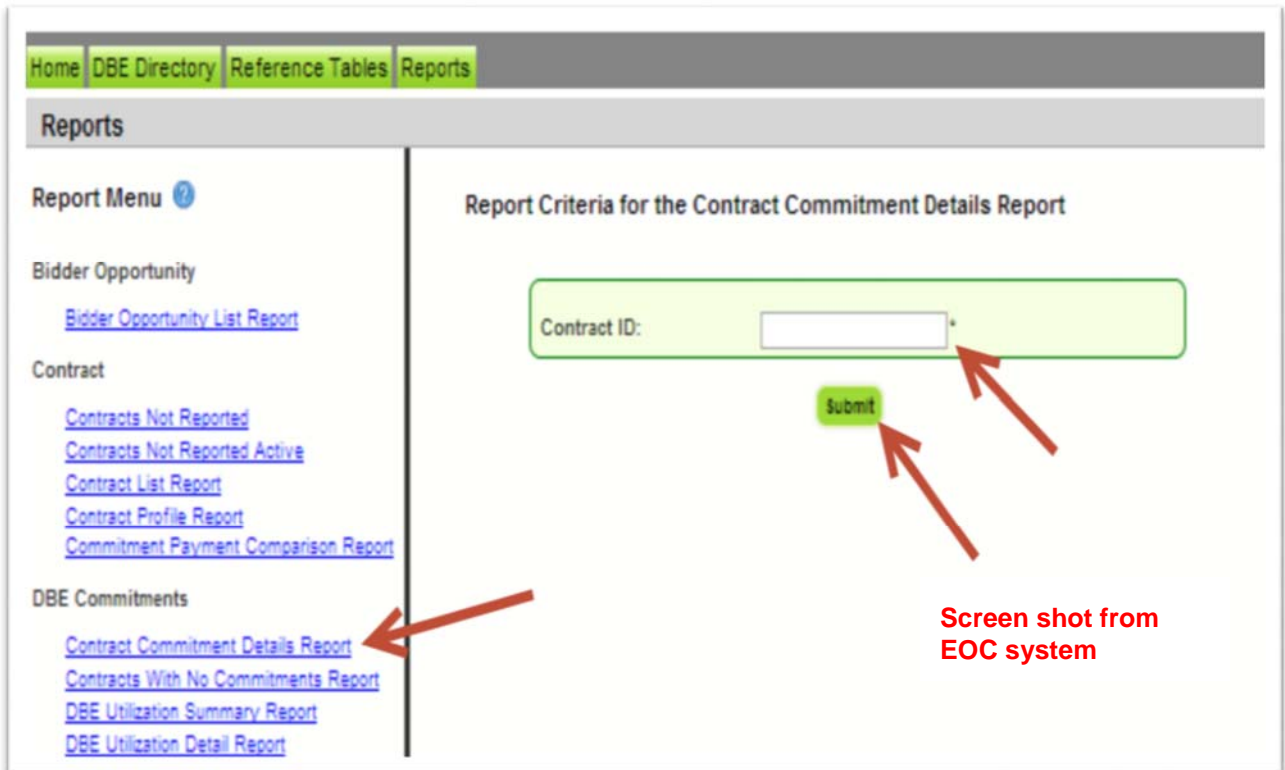 Home DBE Directory Reference Tables Reports
Reports
Report Menu ?
Bidder Opportunity
Bidder Opportunity List Report
Contract
Contracts Not Reported
Contracts Not Reported Active
Contract List Report
Contract Profile Report
Commitment Payment Comparison Report
DBE Commitments
Contract Commitment Details Report
Contracts With No Commitments Report
DBE Utilization Summary Report
DBE Utilization Detail Report
Report Criteria for the Contract Commitment Details Report
Contract ID: *
Submit
Screen shot from
EOC system